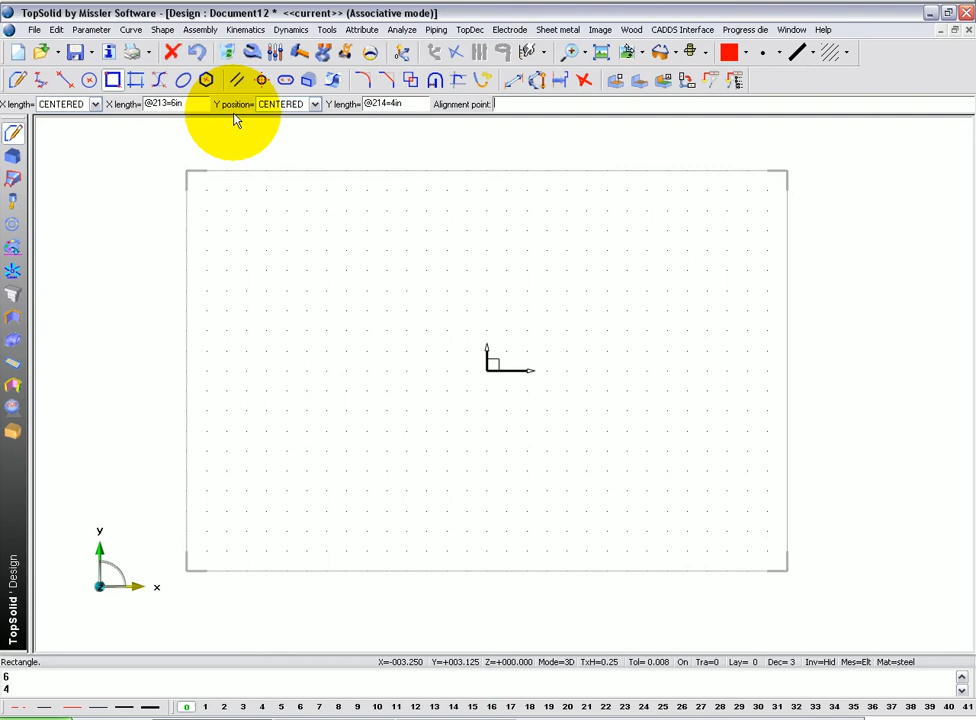 TopSolid by Missler Software - [Design : Document12 *  <<current>> (Associative mode)]
File Edit Parameter Curve Shape Assembly Kinematics Dynamics Tools Attribute Analyze Piping TopDec Electrode Sheet metal Image Wood CADDS Interface Progress die Window Help
X length= CENTERED X length= @213=6in Y position= CENTERED Y length= @214=4in Alignment point:
y
x
z
TopSolid'Design
Rectangle. X=-003.250 Y=+003.125 Z=+000.000 Mode=3D TxH=0.25 Tol= 0.008 On Tra=0 Lay= 0 Dec= 3 Inv=Hid Mes=Elt Mat=steel
6
4
0 1 2 3 4 5 6 7 8 9 10 11 12 13 14 15 16 17 18 19 20 21 22 23 24 25 26 27 28 29 30 31 32 33 34 35 36 37 38 39 40 41